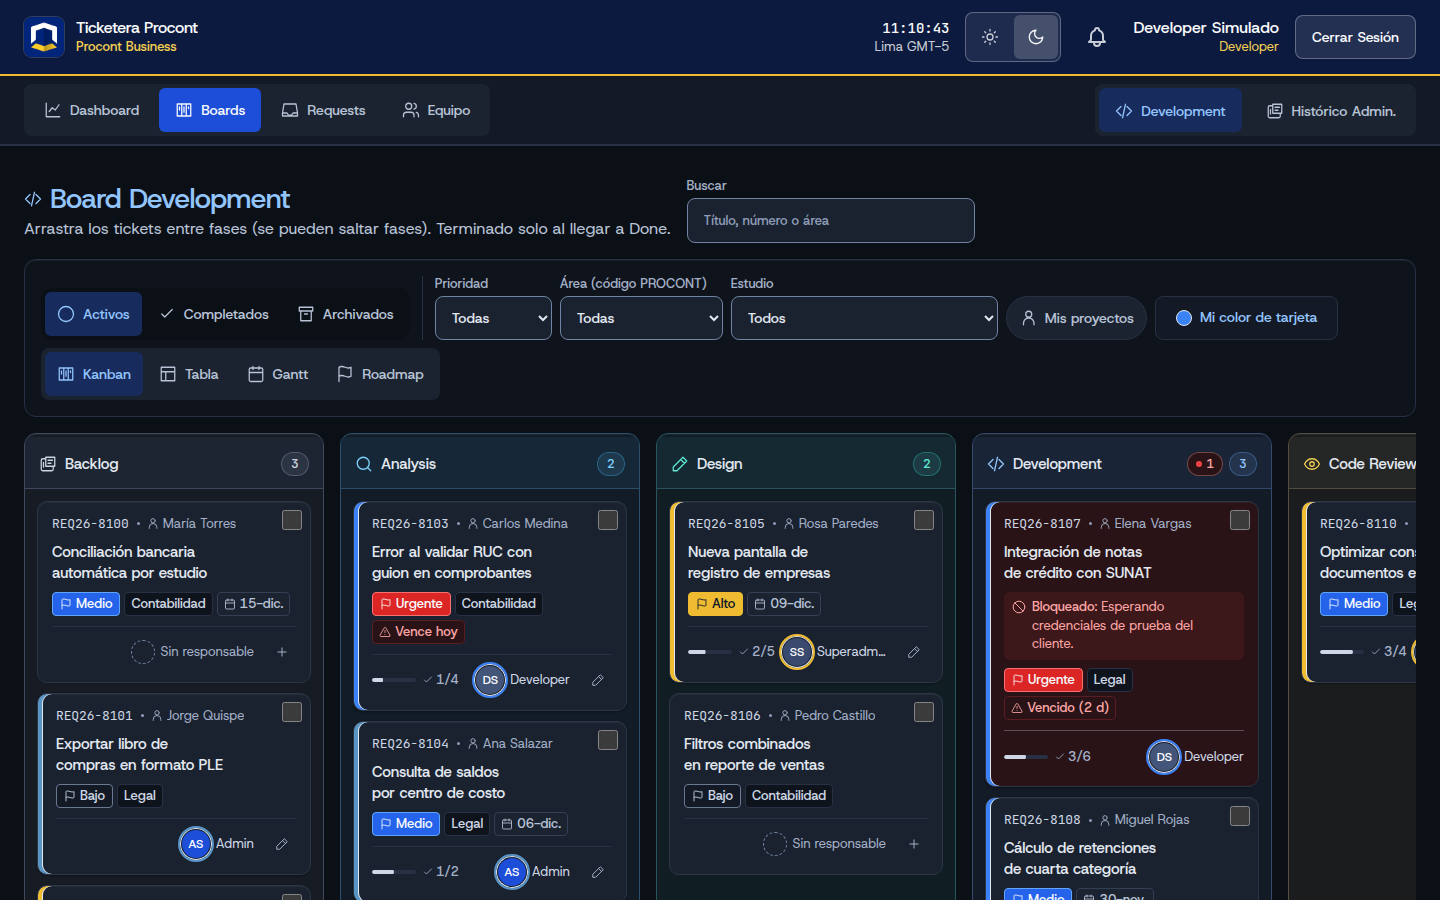 Ticketera Procont
Procont Business
11:10:43
Lima GMT-5
Developer Simulado
Developer
Cerrar Sesión
Dashboard
Boards
Requests
Equipo
Development
Histórico Admin.
Board Development
Arrastra los tickets entre fases (se pueden saltar fases). Terminado solo al llegar a Done.
Buscar
Título, número o área
Activos
Completados
Archivados
Prioridad
Todas
Área (código PROCONT)
Todas
Estudio
Todos
Mis proyectos
Mi color de tarjeta
Kanban
Tabla
Gantt
Roadmap
Backlog
3
REQ26-8100 • María Torres
Conciliación bancaria
automática por estudio
Medio
Contabilidad
15-dic.
Sin responsable
+
REQ26-8101 • Jorge Quispe
Exportar libro de
compras en formato PLE
Bajo
Legal
AS
Admin
Analysis
2
REQ26-8103 • Carlos Medina
Error al validar RUC con
guion en comprobantes
Urgente
Contabilidad
Vence hoy
1/4
DS
Developer
REQ26-8104 • Ana Salazar
Consulta de saldos
por centro de costo
Medio
Legal
06-dic.
1/2
AS
Admin
Design
2
REQ26-8105 • Rosa Paredes
Nueva pantalla de
registro de empresas
Alto
09-dic.
2/5
SS
Superadm...
REQ26-8106 • Pedro Castillo
Filtros combinados
en reporte de ventas
Bajo
Contabilidad
Sin responsable
+
Development
1
3
REQ26-8107 • Elena Vargas
Integración de notas
de crédito con SUNAT
Bloqueado: Esperando
credenciales de prueba del
cliente.
Urgente
Legal
Vencido (2 d)
3/6
DS
Developer
REQ26-8108 • Miguel Rojas
Cálculo de retenciones
de cuarta categoría
Medio
30-nov.
Code Review
REQ26-8110 •
Optimizar
documentos
Medio
3/4